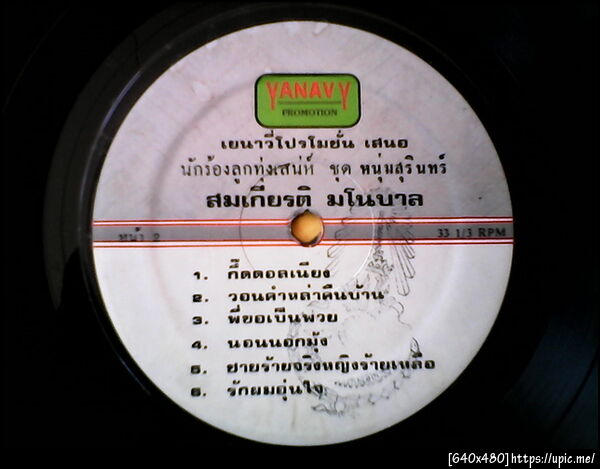 YANAVY
PROMOTION
เยนาวี่โปรโมชั่น เสนอ
นักร้องลูกทุ่งเสน่ห์ ชุด หนุ่มสุรินทร์
สมเกียรติ มโนบาล
หน้า 2
33 1/3 RPM
1. กี๊ดตอลเนียง
2. วอนคำหล่าคืนบ้าน
3. พี่ขอเป็นพวย
4. นอนนอกมุ้ง
5. ชายร้ายจริงหญิงร้ายเหลือ
6. รักผมอุ่นใจ
[640x480]https://upic.me/